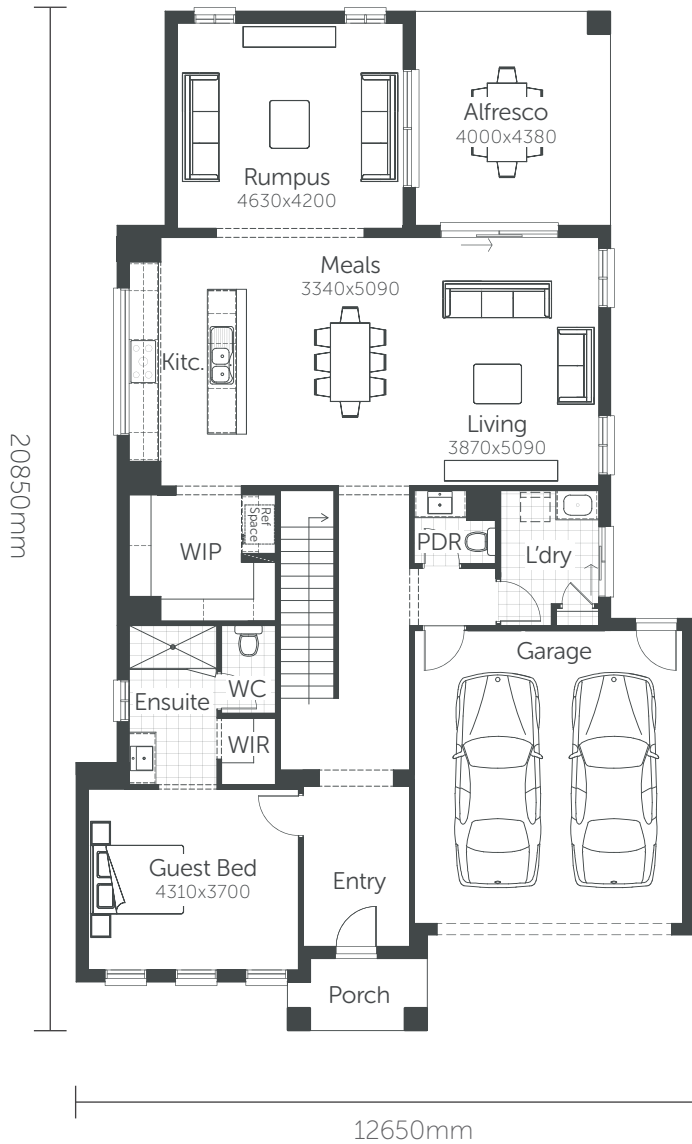 Alfresco
4000x4380
Rumpus
4630x4200
Meals
3340x5090
Kitc.
Living
3870x5090
20850mm
Ref
Space
WIP
PDR
L'dry
Garage
Ensuite
WC
WIR
Guest Bed
4310x3700
Entry
Porch
12650mm